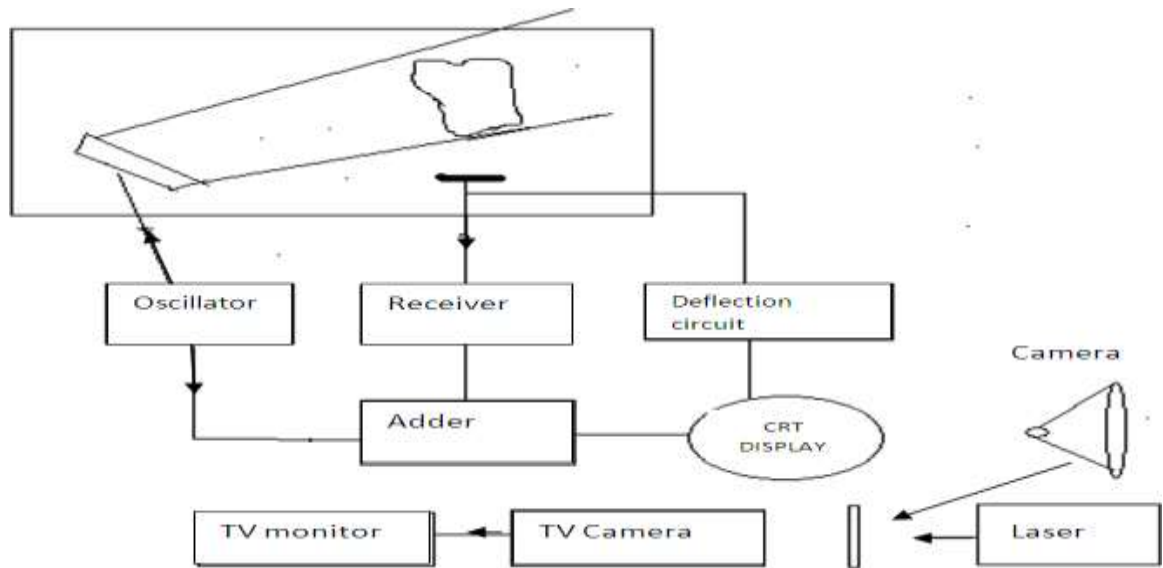 Oscillator
Receiver
Deflection
circuit
Camera
Adder
CRT
DISPLAY
TV monitor
TV Camera
Laser